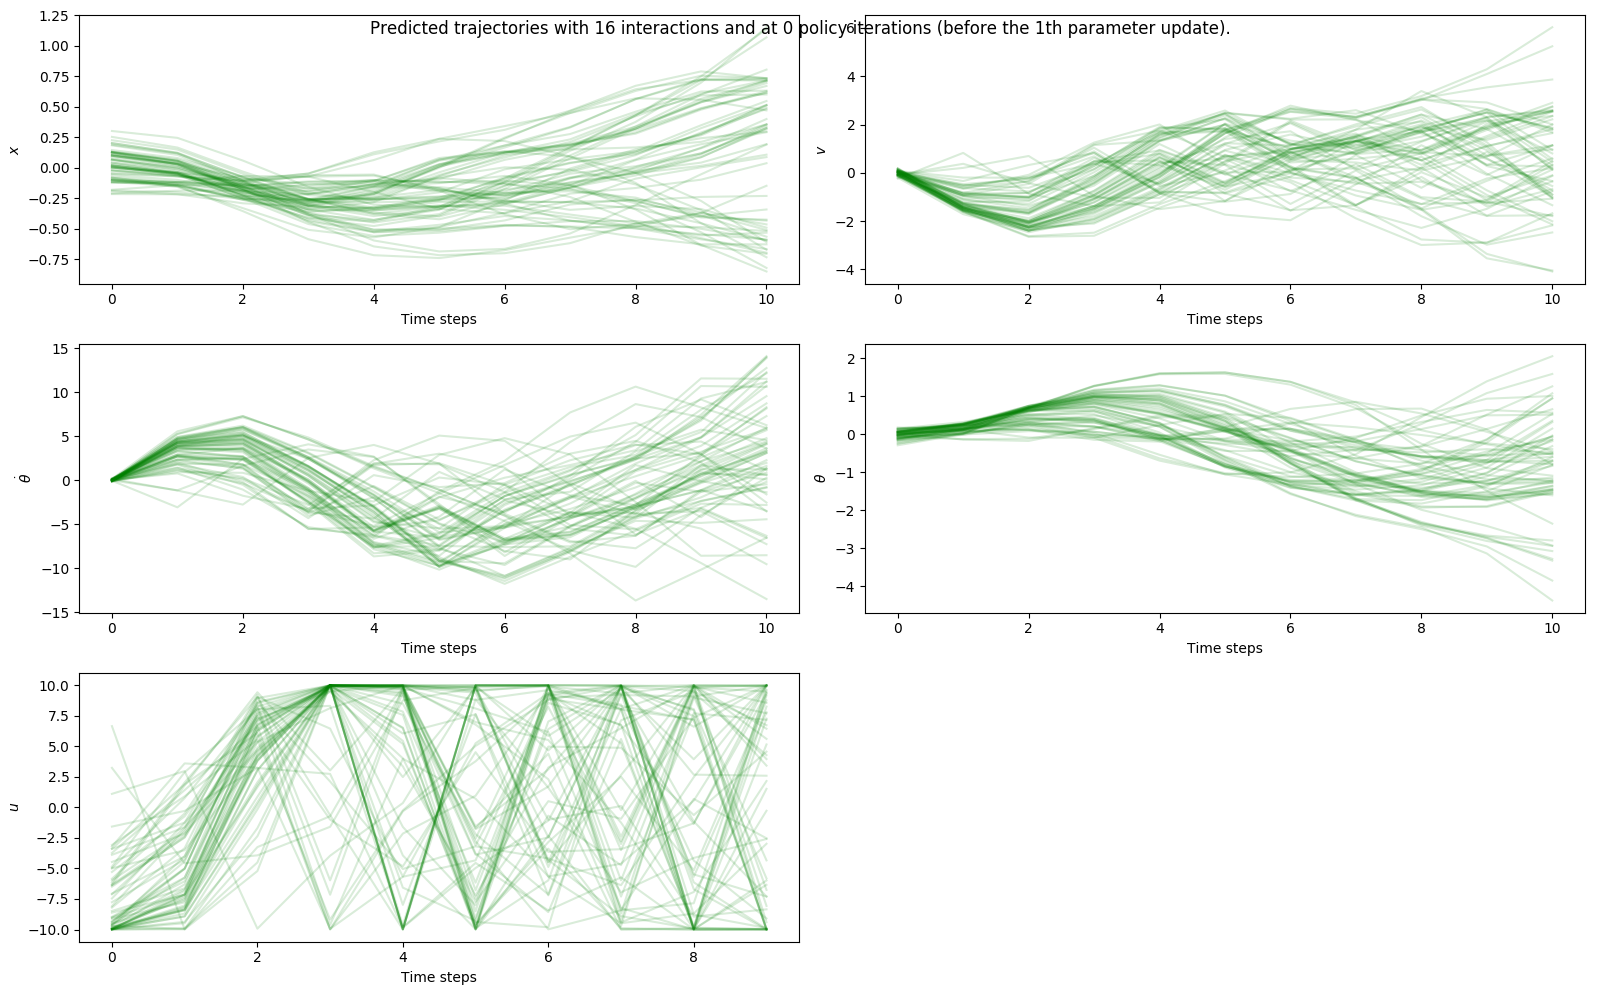 Predicted trajectories with 16 interactions and at 0 policy iterations (before the 1th parameter update).
1.25
1.00
0.75
0.50
0.25
0.00
−0.25
−0.50
−0.75
x
0 2 4 6 8 10
Time steps
6
4
2
0
−2
−4
v
0 2 4 6 8 10
Time steps
15
10
5
0
−5
−10
−15
θ̇
0 2 4 6 8 10
Time steps
2
1
0
−1
−2
−3
−4
θ
0 2 4 6 8 10
Time steps
10.0
7.5
5.0
2.5
0.0
−2.5
−5.0
−7.5
−10.0
u
0 2 4 6 8
Time steps